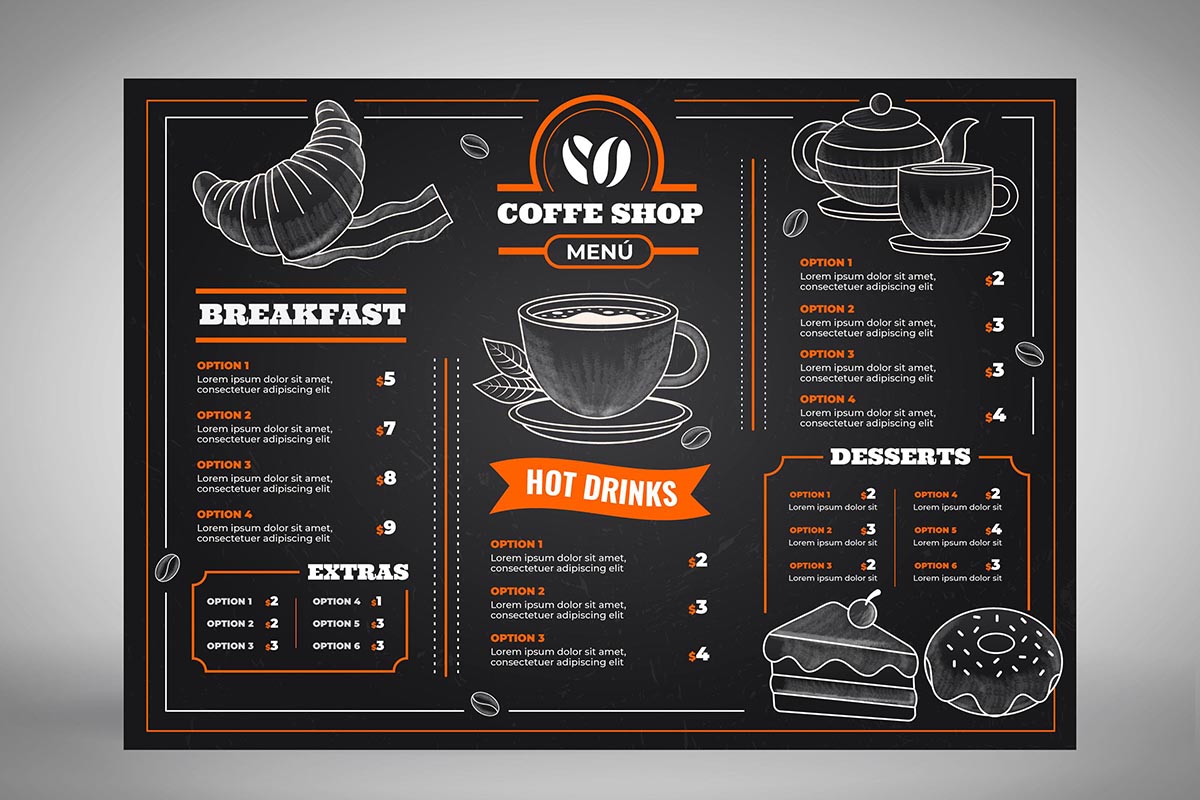 COFFE SHOP
MENÚ
BREAKFAST
OPTION 1
Lorem ipsum dolor sit amet,
consectetuer adipiscing elit
$5
OPTION 2
Lorem ipsum dolor sit amet,
consectetuer adipiscing elit
$7
OPTION 3
Lorem ipsum dolor sit amet,
consectetuer adipiscing elit
$8
OPTION 4
Lorem ipsum dolor sit amet,
consectetuer adipiscing elit
$9
EXTRAS
OPTION 1 $2
OPTION 2 $2
OPTION 3 $3
OPTION 4 $1
OPTION 5 $3
OPTION 6 $3
HOT DRINKS
OPTION 1
Lorem ipsum dolor sit amet,
consectetuer adipiscing elit
$2
OPTION 2
Lorem ipsum dolor sit amet,
consectetuer adipiscing elit
$3
OPTION 3
Lorem ipsum dolor sit amet,
consectetuer adipiscing elit
$4
OPTION 1
Lorem ipsum dolor sit amet,
consectetuer adipiscing elit
$2
OPTION 2
Lorem ipsum dolor sit amet,
consectetuer adipiscing elit
$3
OPTION 3
Lorem ipsum dolor sit amet,
consectetuer adipiscing elit
$3
OPTION 4
Lorem ipsum dolor sit amet,
consectetuer adipiscing elit
$4
DESSERTS
OPTION 1 $2
Lorem ipsum dolor sit
OPTION 2 $3
Lorem ipsum dolor sit
OPTION 3 $2
Lorem ipsum dolor sit
OPTION 4 $2
Lorem ipsum dolor sit
OPTION 5 $4
Lorem ipsum dolor sit
OPTION 6 $3
Lorem ipsum dolor sit